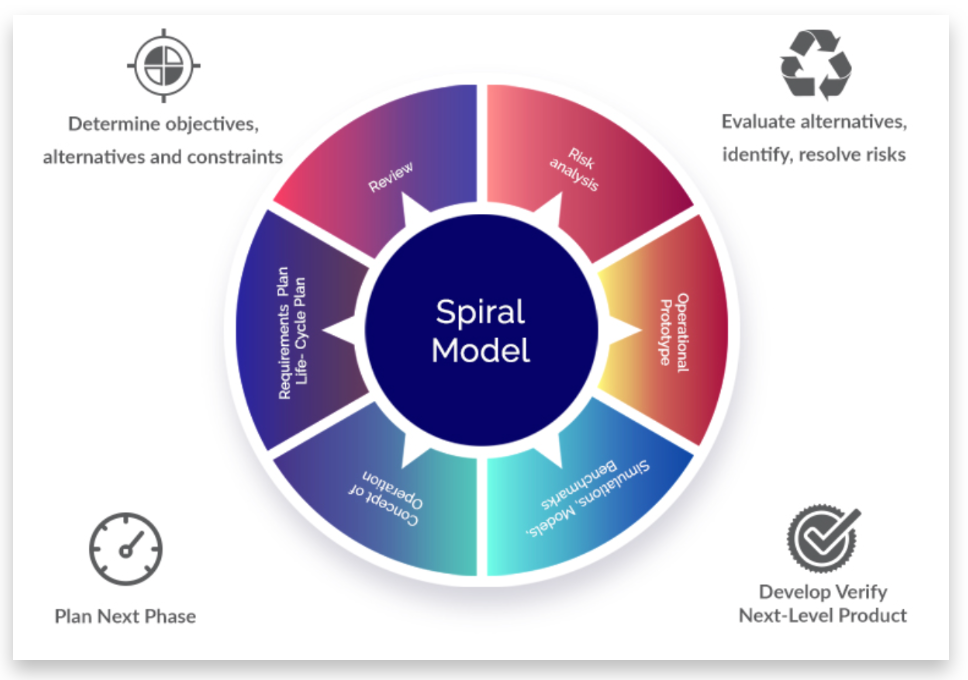 Determine objectives,
alternatives and constraints
Evaluate alternatives,
identify, resolve risks
Review
Risk
analysis
Requirements Plan
Life- Cycle Plan
Spiral
Model
Operational
Prototype
Concept of
Operation
Simulations, Models,
Benchmarks
Plan Next Phase
Develop Verify
Next-Level Product